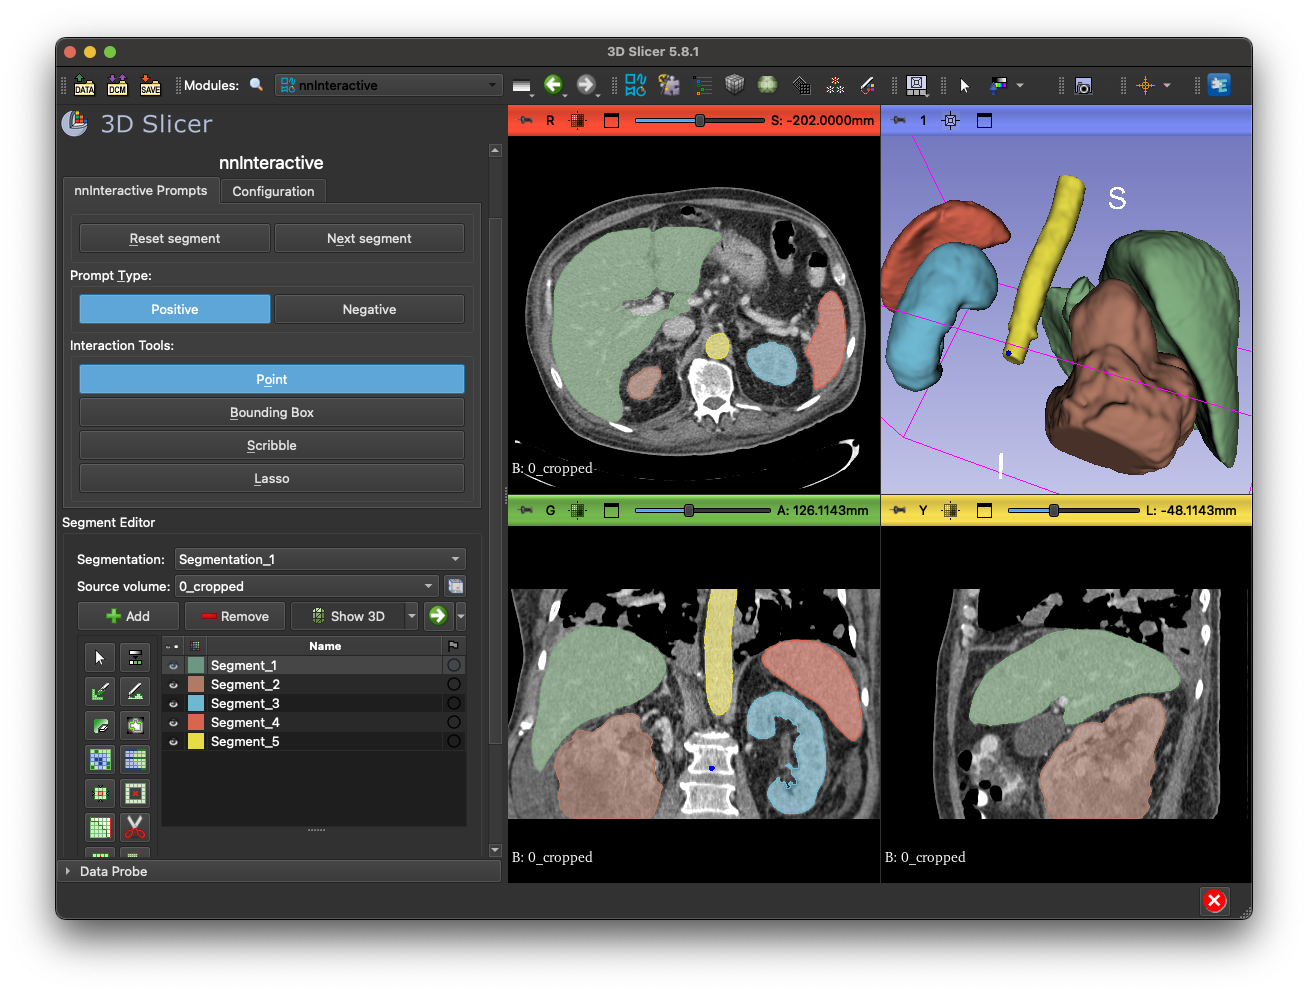 3D Slicer 5.8.1
DATA
DCM
SAVE
Modules:
nnInteractive
3D Slicer
nnInteractive
nnInteractive Prompts
Configuration
Reset segment
Next segment
Prompt Type:
Positive
Negative
Interaction Tools:
Point
Bounding Box
Scribble
Lasso
Segment Editor
Segmentation:
Segmentation_1
Source volume:
0_cropped
Add
Remove
Show 3D
Name
Segment_1
Segment_2
Segment_3
Segment_4
Segment_5
Data Probe
R
S: -202.0000mm
B: 0_cropped
1
S
I
G
A: 126.1143mm
B: 0_cropped
Y
L: -48.1143mm
B: 0_cropped